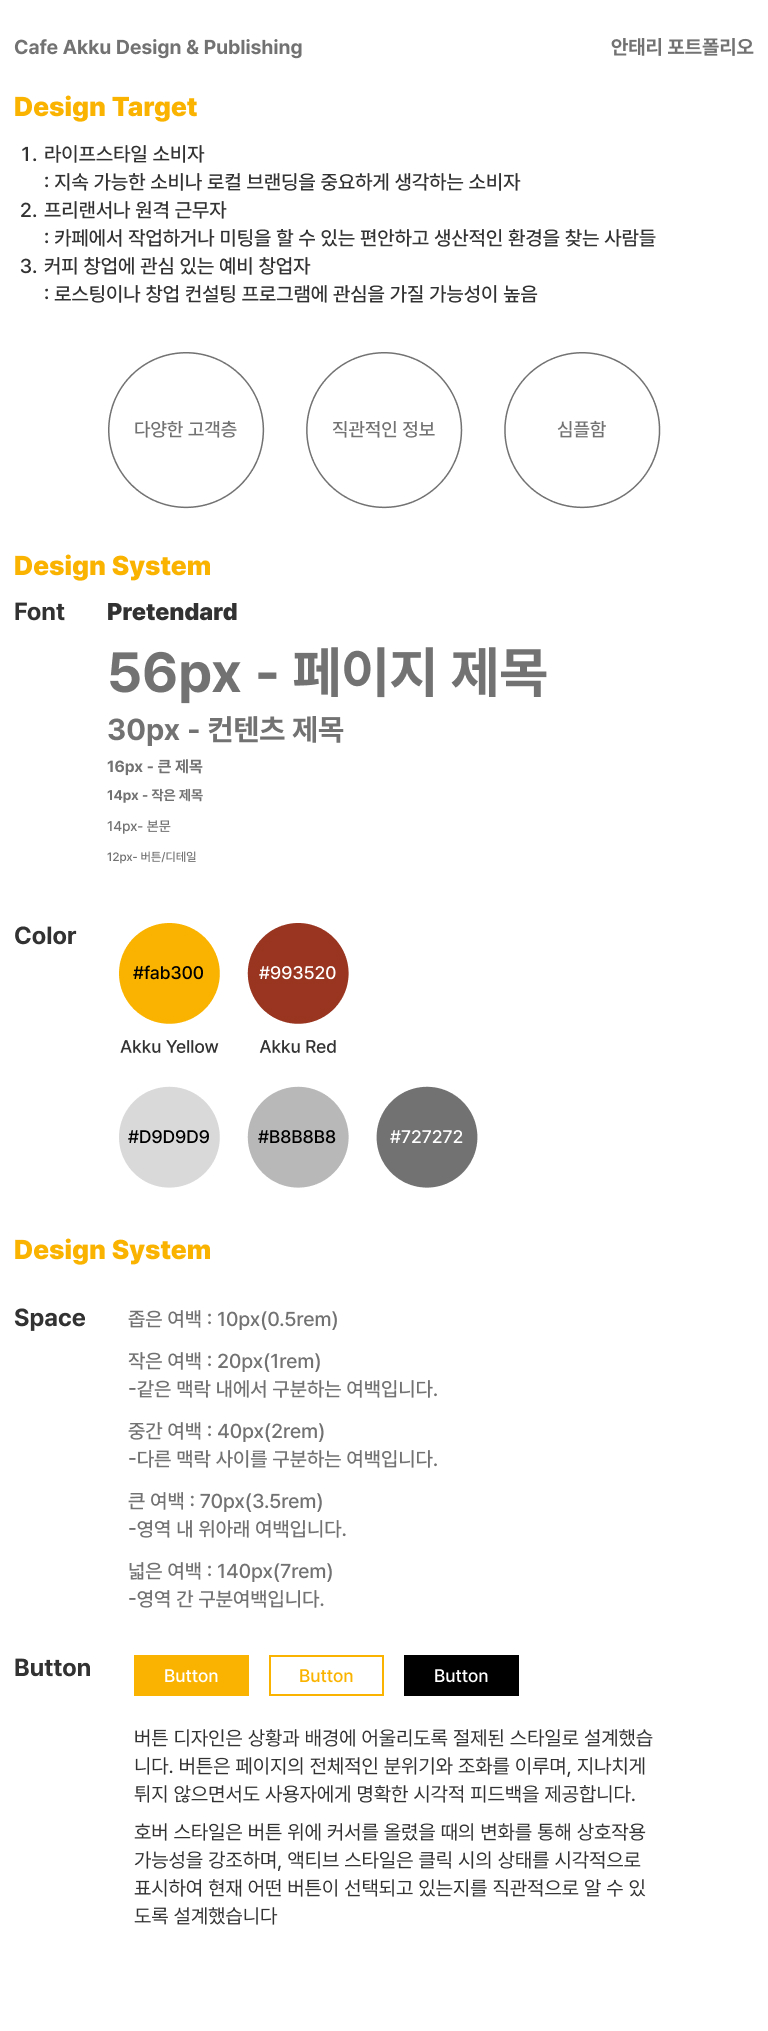 Cafe Akku Design & Publishing
안태리 포트폴리오
Design Target
1. 라이프스타일 소비자
: 지속 가능한 소비나 로컬 브랜딩을 중요하게 생각하는 소비자
2. 프리랜서나 원격 근무자
: 카페에서 작업하거나 미팅을 할 수 있는 편안하고 생산적인 환경을 찾는 사람들
3. 커피 창업에 관심 있는 예비 창업자
: 로스팅이나 창업 컨설팅 프로그램에 관심을 가질 가능성이 높음
다양한 고객층
직관적인 정보
심플함
Design System
Font
Pretendard
56px - 페이지 제목
30px - 컨텐츠 제목
16px - 큰 제목
14px - 작은 제목
14px- 본문
12px- 버튼/디테일
Color
#fab300
#993520
Akku Yellow
Akku Red
#D9D9D9
#B8B8B8
#727272
Design System
Space
좁은 여백 : 10px(0.5rem)
작은 여백 : 20px(1rem)
-같은 맥락 내에서 구분하는 여백입니다.
중간 여백 : 40px(2rem)
-다른 맥락 사이를 구분하는 여백입니다.
큰 여백 : 70px(3.5rem)
-영역 내 위아래 여백입니다.
넓은 여백 : 140px(7rem)
-영역 간 구분여백입니다.
Button
Button
Button
Button
버튼 디자인은 상황과 배경에 어울리도록 절제된 스타일로 설계했습
니다. 버튼은 페이지의 전체적인 분위기와 조화를 이루며, 지나치게
튀지 않으면서도 사용자에게 명확한 시각적 피드백을 제공합니다.
호버 스타일은 버튼 위에 커서를 올렸을 때의 변화를 통해 상호작용
가능성을 강조하며, 액티브 스타일은 클릭 시의 상태를 시각적으로
표시하여 현재 어떤 버튼이 선택되고 있는지를 직관적으로 알 수 있
도록 설계했습니다